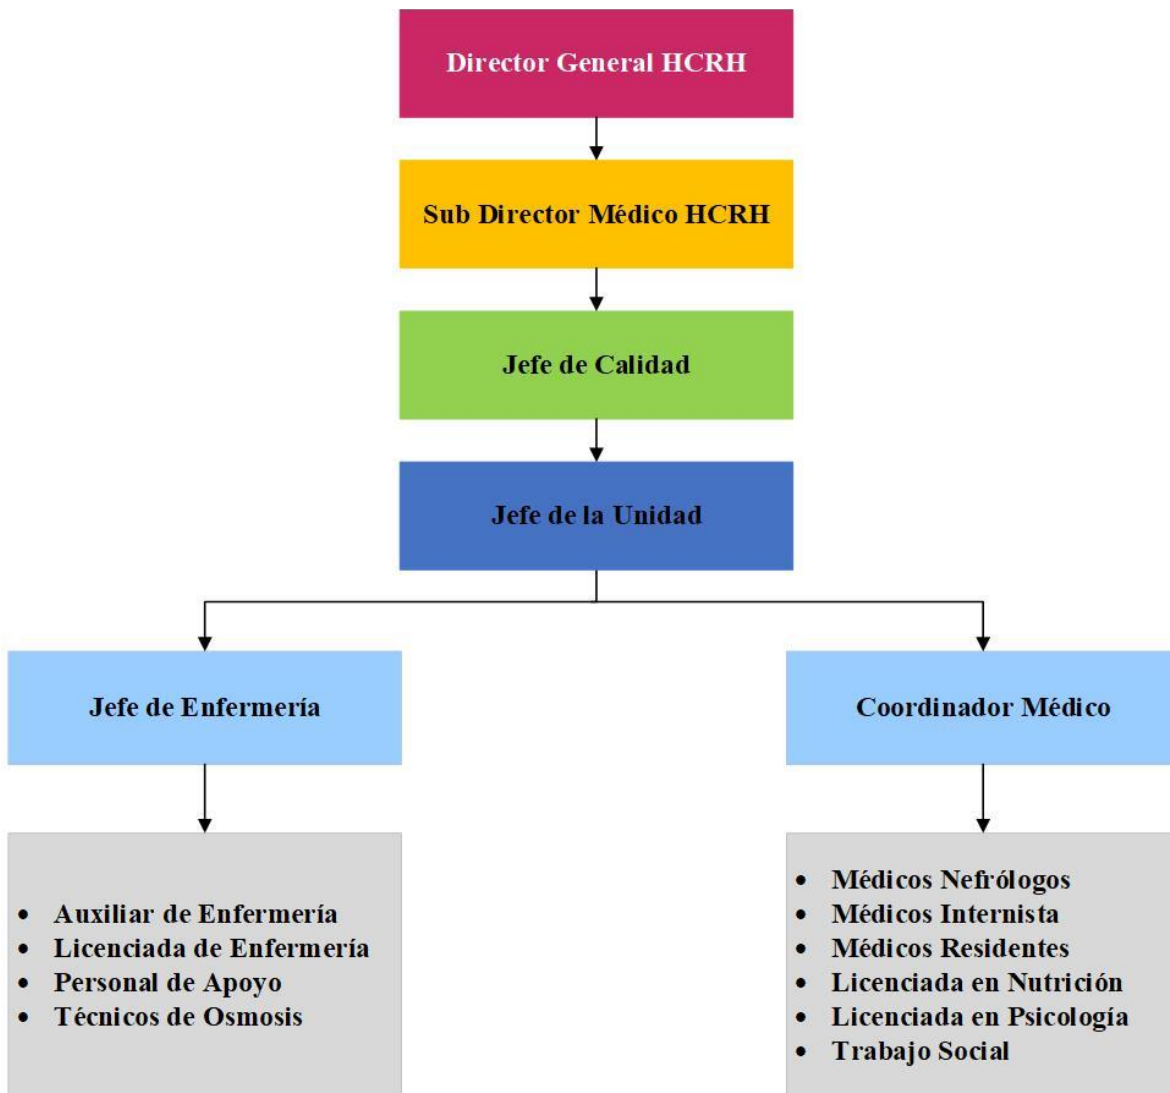 Director General HCRH
Sub Director Médico HCRH
Jefe de Calidad
Jefe de la Unidad
Jefe de Enfermería
Coordinador Médico
• Auxiliar de Enfermería
• Licenciada de Enfermería
• Personal de Apoyo
• Técnicos de Osmosis
• Médicos Nefrólogos
• Médicos Internista
• Médicos Residentes
• Licenciada en Nutrición
• Licenciada en Psicología
• Trabajo Social